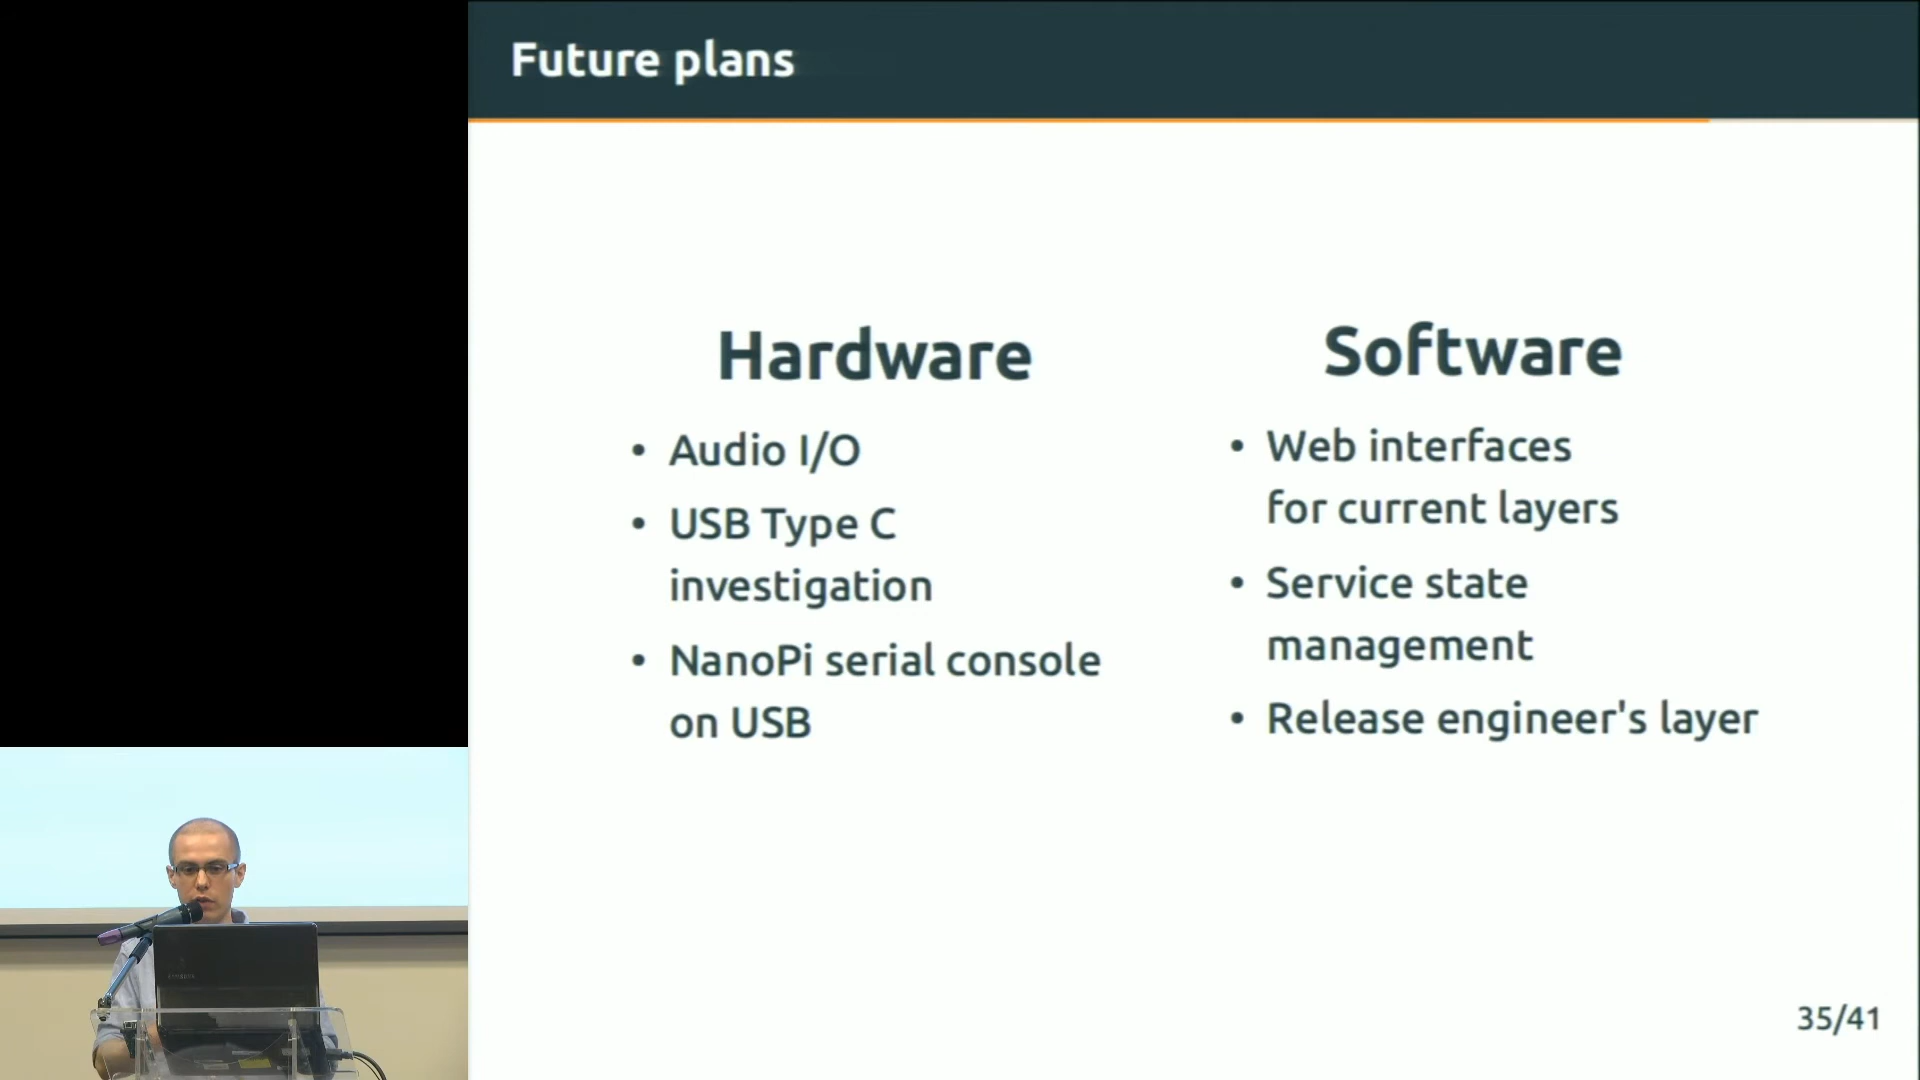 Future plans
Hardware
• Audio I/O
• USB Type C
investigation
• NanoPi serial console
on USB
Software
• Web interfaces
for current layers
• Service state
management
• Release engineer's layer
35/41